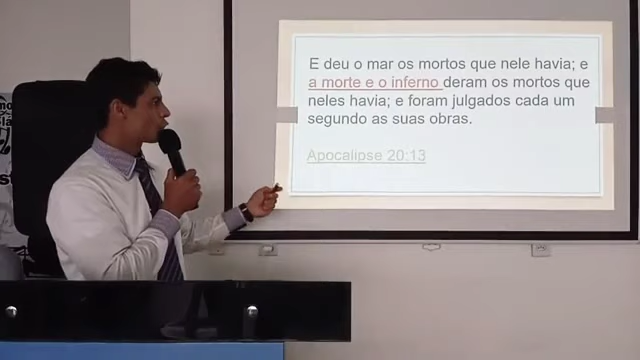 E deu o mar os mortos que nele havia; e
a morte e o inferno deram os mortos que
neles havia; e foram julgados cada um
segundo as suas obras.
Apocalipse 20:13